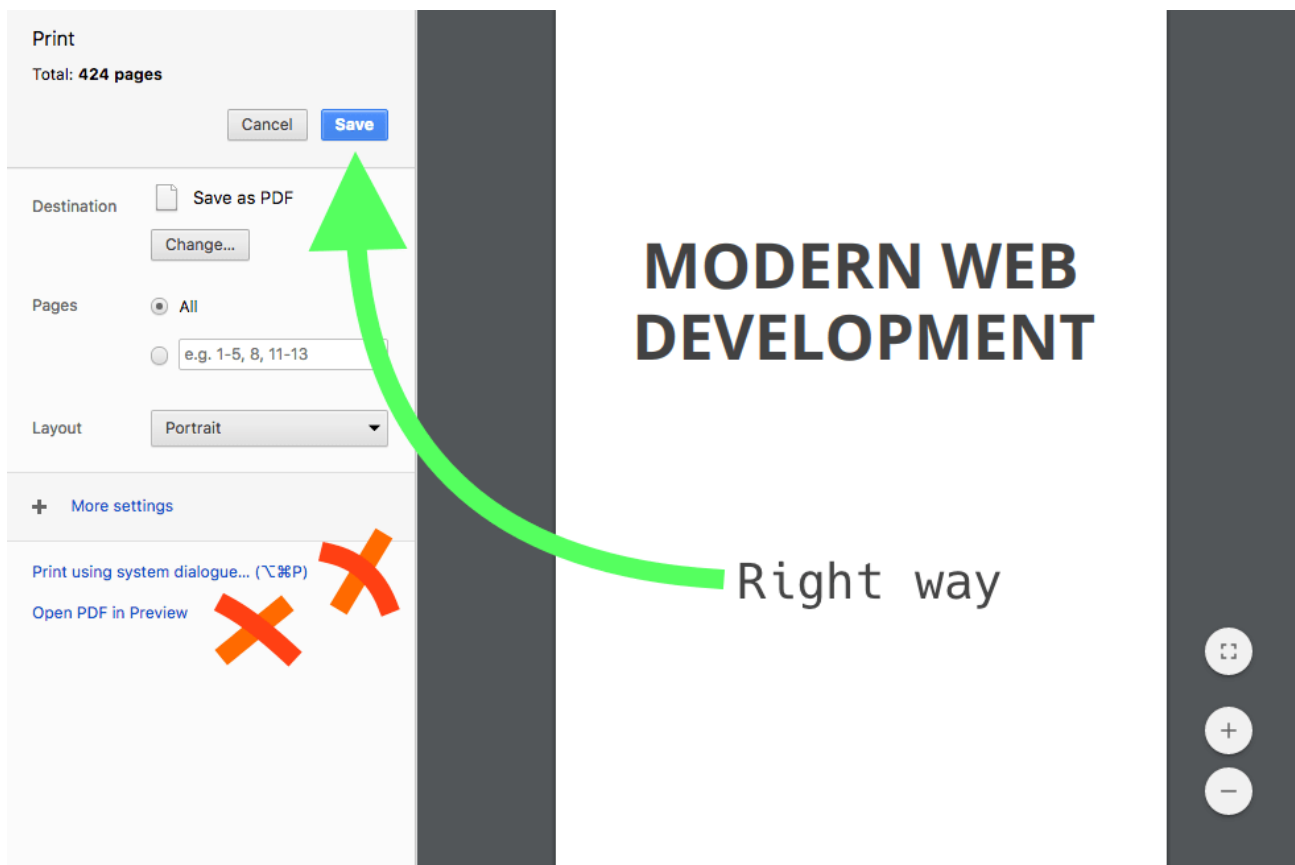 Print
Total: 424 pages
Cancel Save
Destination Save as PDF
Change...
Pages All
e.g. 1-5, 8, 11-13
Layout Portrait
More settings
Print using system dialogue... (⌥⌘P)
Open PDF in Preview
MODERN WEB
DEVELOPMENT
Right way